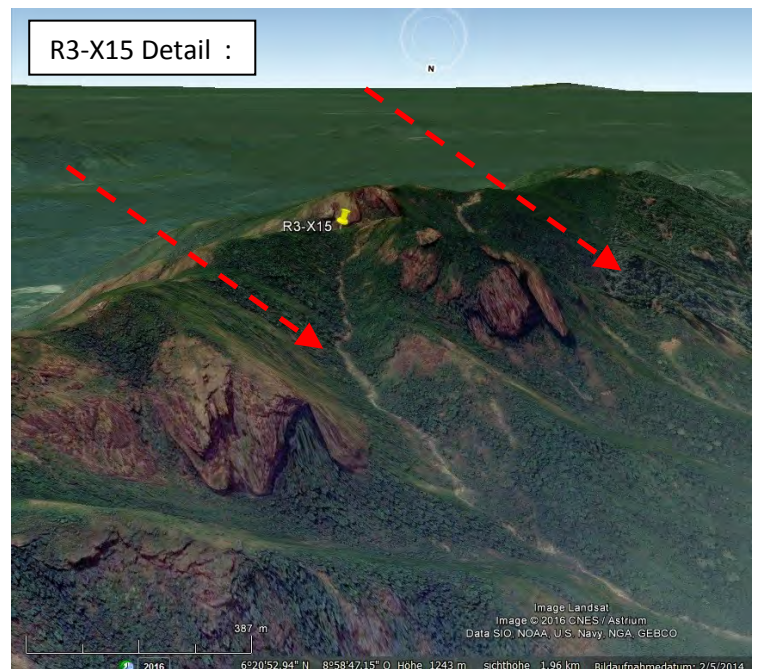 R3-X15 Detail :
N
R3-X15
Image Landsat
Image © 2016 CNES / Astrium
Data SIO, NOAA, U.S. Navy, NGA, GEBCO
387 m
2016
6°20'52.94" N 8°58'47.15" O Höhe 1243 m sichthöhe 1,96 km Bildaufnahmedatum: 2/5/2014